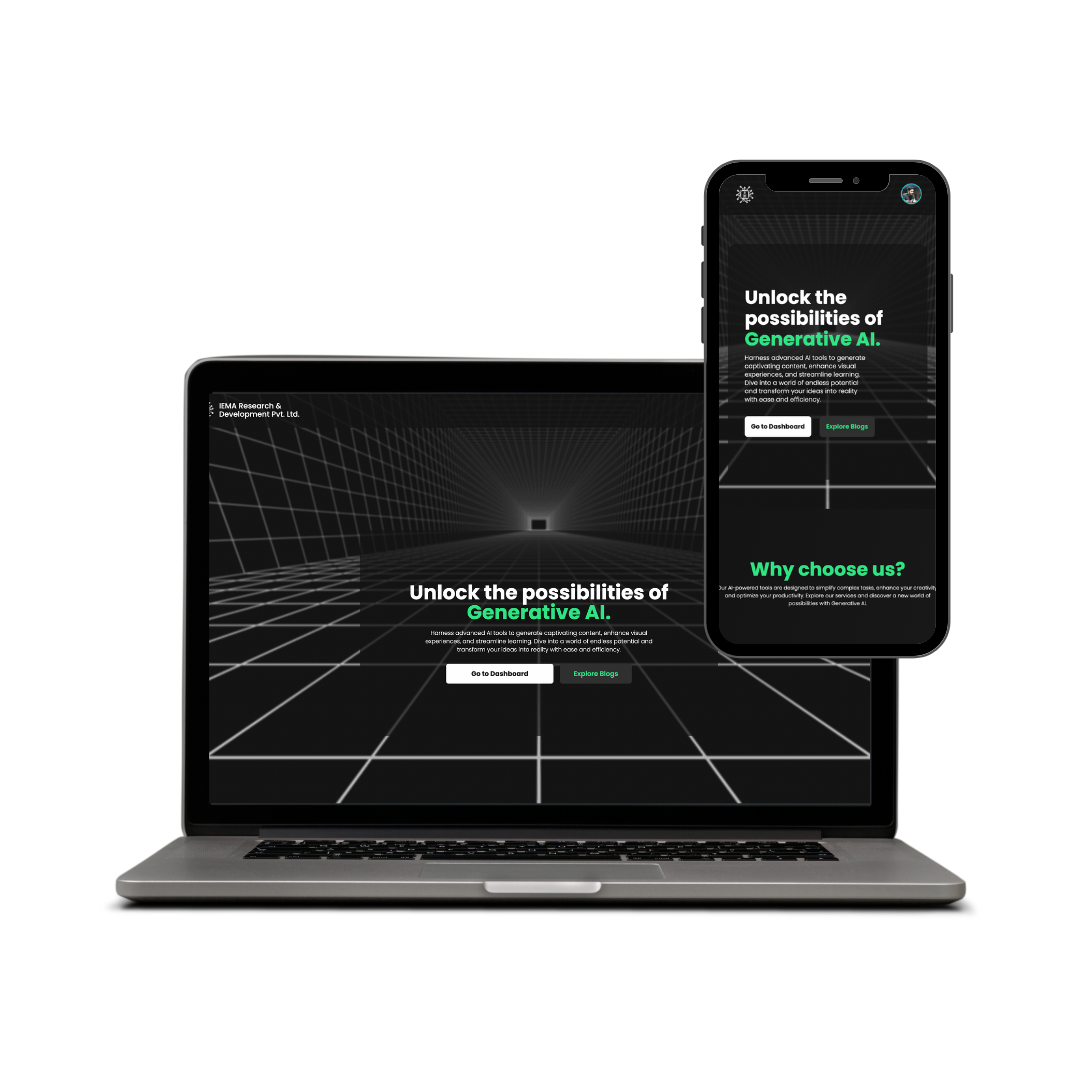 IEMA Research &
Development Pvt. Ltd.
Unlock the possibilities of
Generative AI.
Harness advanced AI tools to generate captivating content, enhance visual
experiences, and streamline learning. Dive into a world of endless potential and
transform your ideas into reality with ease and efficiency.
Go to Dashboard
Explore Blogs
Unlock the
possibilities of
Generative AI.
Harness advanced AI tools to generate
captivating content, enhance visual
experiences, and streamline learning.
Dive into a world of endless potential
and transform your ideas into reality
with ease and efficiency.
Go to Dashboard
Explore Blogs
Why choose us?
Our AI-powered tools are designed to simplify complex tasks, enhance your creativity,
and optimize your productivity. Explore our services and discover a new world of
possibilities with Generative AI.